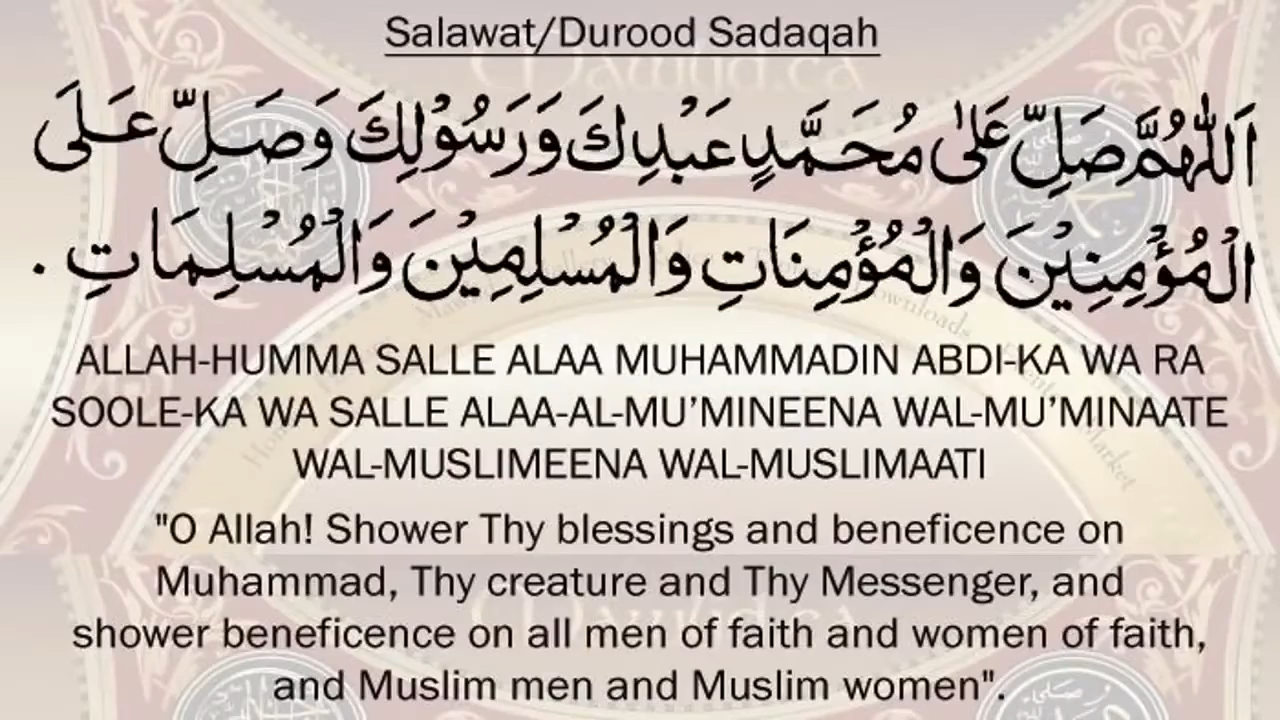 Salawat/Durood Sadaqah
اَللّٰهُمَّ صَلِّ عَلٰى مُحَمَّدٍ عَبْدِكَ وَرَسُوْلِكَ وَصَلِّ عَلَى
الْمُؤْمِنِيْنَ وَالْمُؤْمِنَاتِ وَالْمُسْلِمِيْنَ وَالْمُسْلِمَاتِ .
ALLAH-HUMMA SALLE ALAA MUHAMMADIN ABDI-KA WA RA
SOOLE-KA WA SALLE ALAA-AL-MU’MINEENA WAL-MU’MINAATE
WAL-MUSLIMEENA WAL-MUSLIMAATI
"O Allah! Shower Thy blessings and beneficence on
Muhammad, Thy creature and Thy Messenger, and
shower beneficence on all men of faith and women of faith,
and Muslim men and Muslim women".